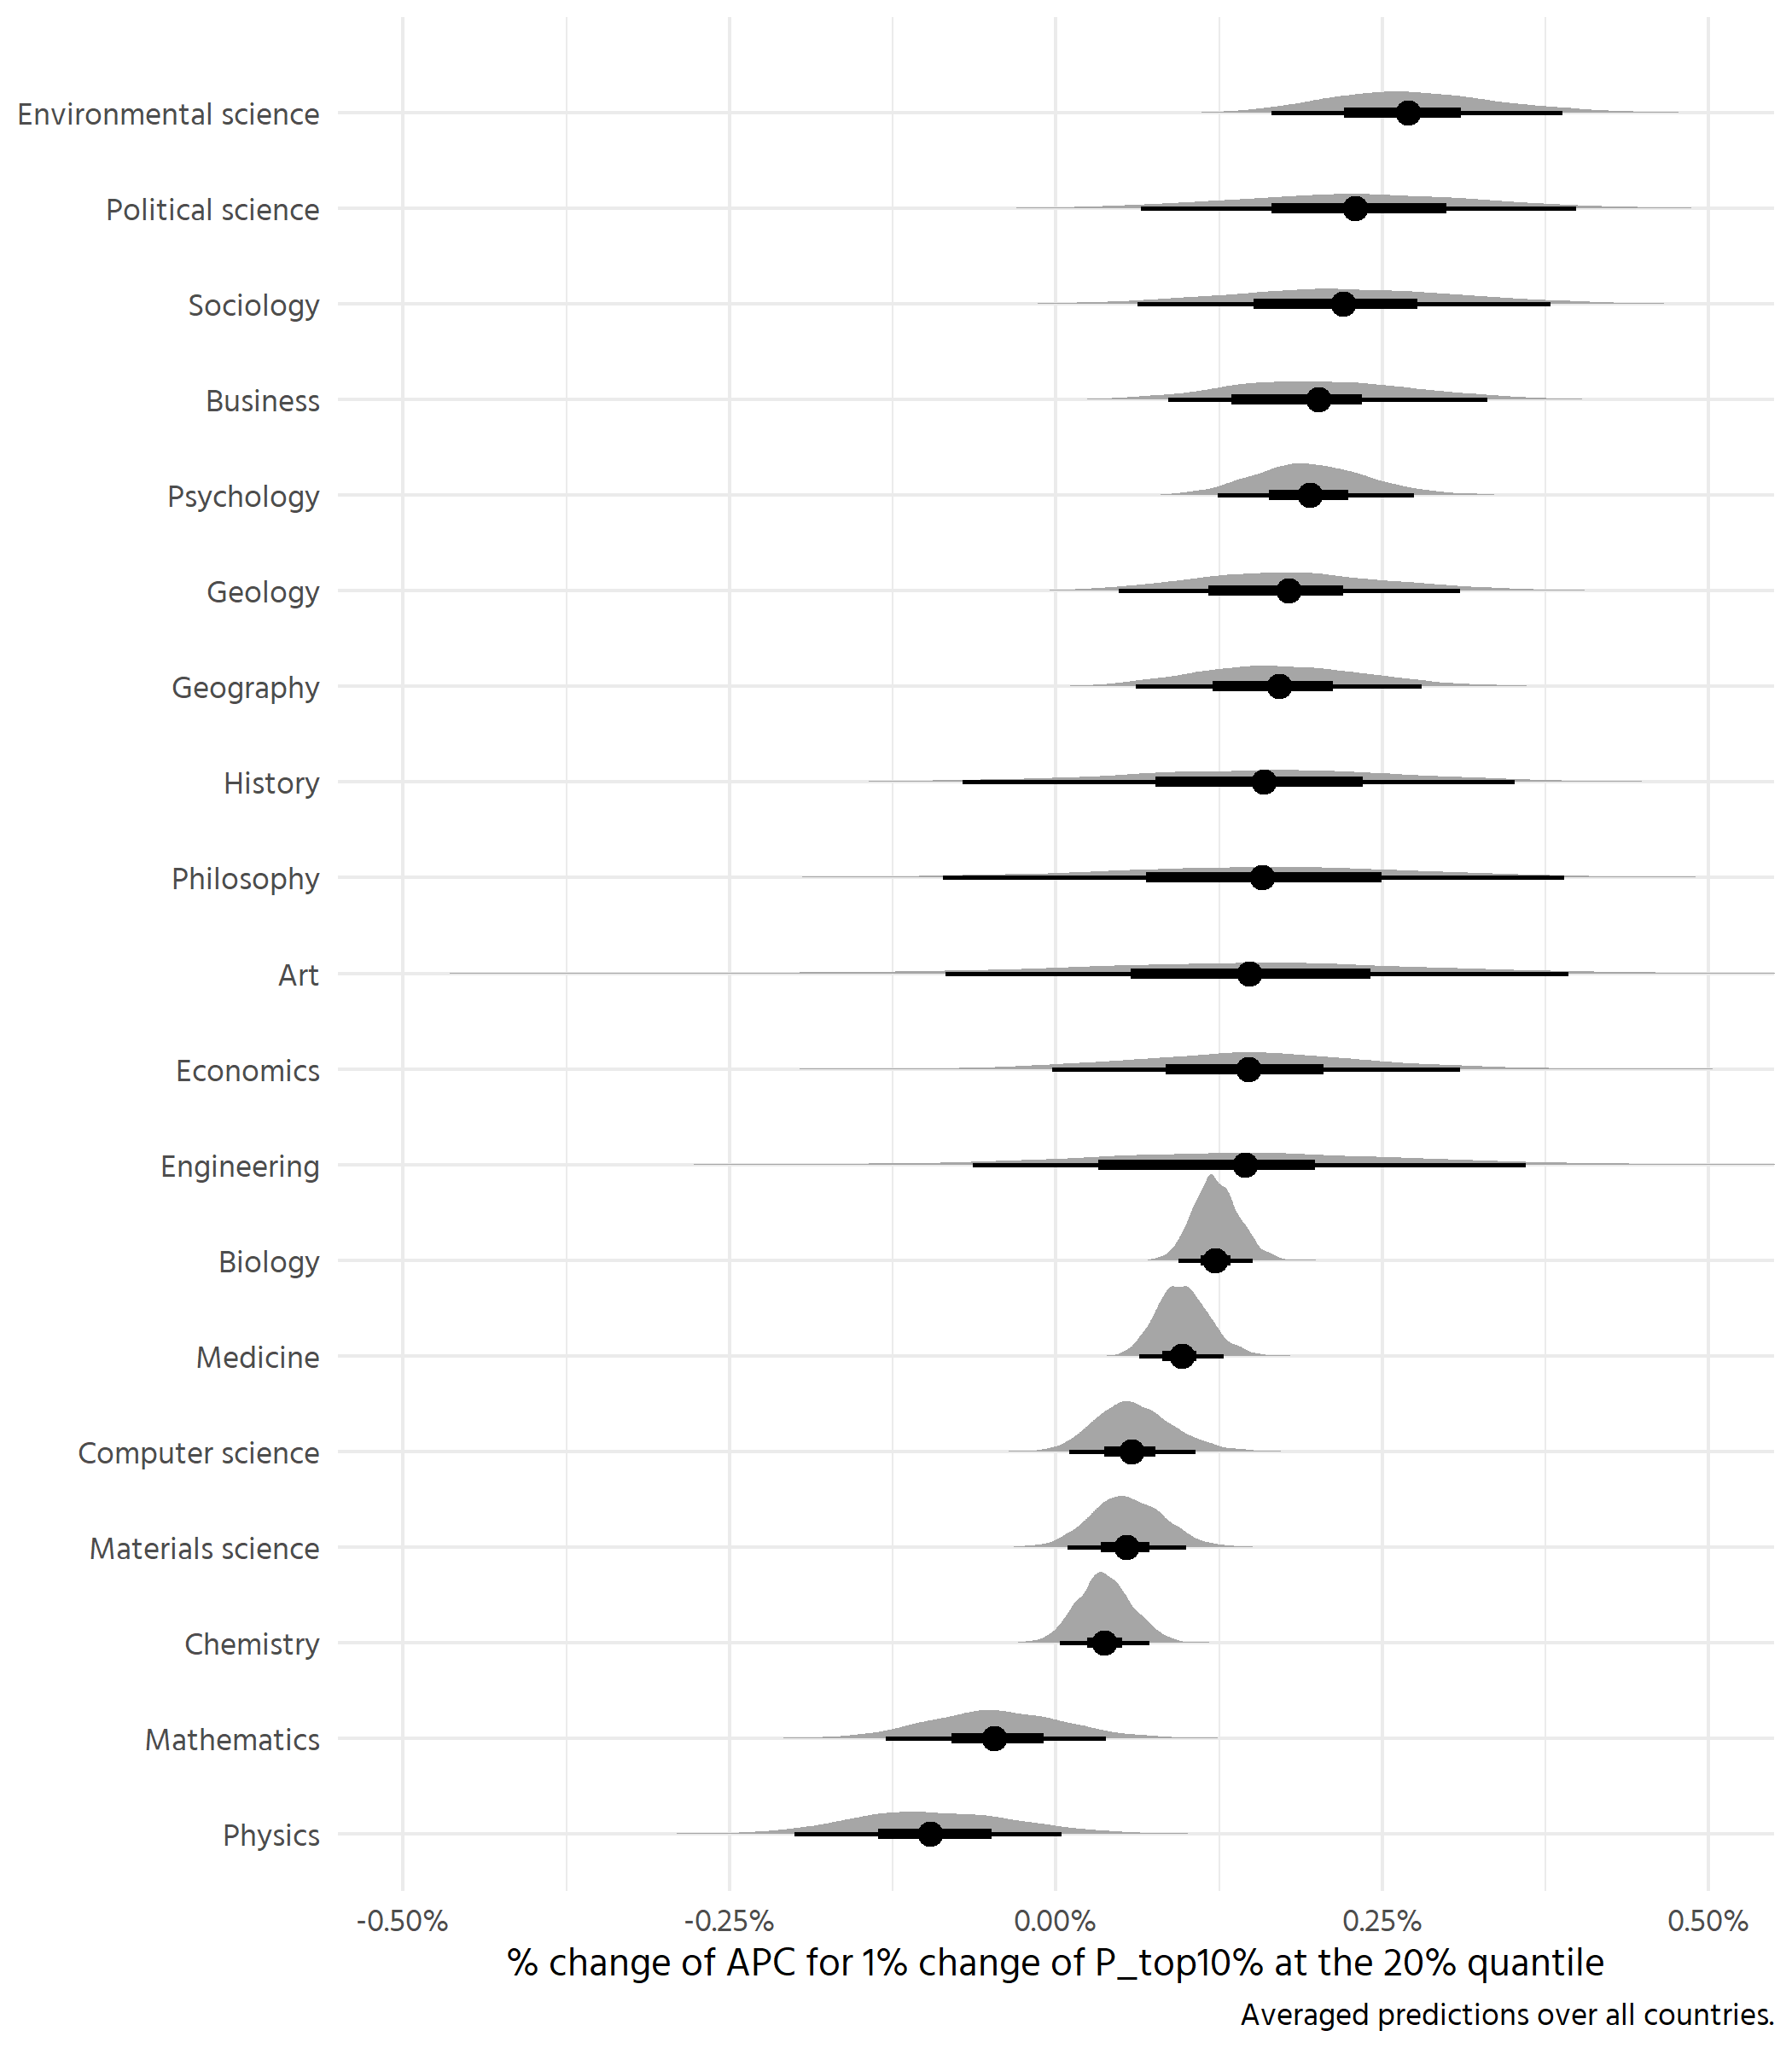 Environmental science
Political science
Sociology
Business
Psychology
Geology
Geography
History
Philosophy
Art
Economics
Engineering
Biology
Medicine
Computer science
Materials science
Chemistry
Mathematics
Physics
-0.50% -0.25% 0.00% 0.25% 0.50%
% change of APC for 1% change of P_top10% at the 20% quantile
Averaged predictions over all countries.